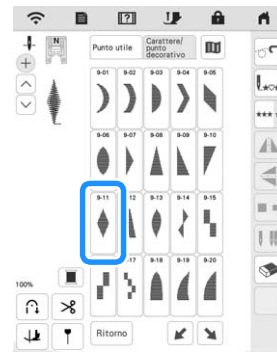 N
Punto utile
Carattere/
punto
decorativo
9-01 9-02 9-03 9-04 9-05
9-06 9-07 9-08 9-09 9-10
9-11 12 9-13 9-14 9-15
-17 9-18 9-19 9-20
100%
Ritorno